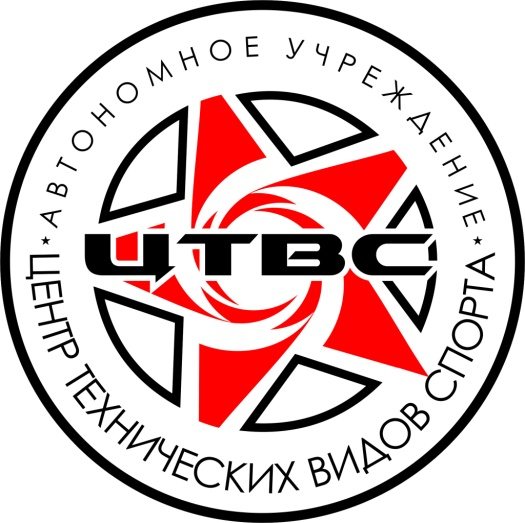 АВТОНОМНОЕ УЧРЕЖДЕНИЕ
ЦТВС
ЦЕНТР ТЕХНИЧЕСКИХ ВИДОВ СПОРТА